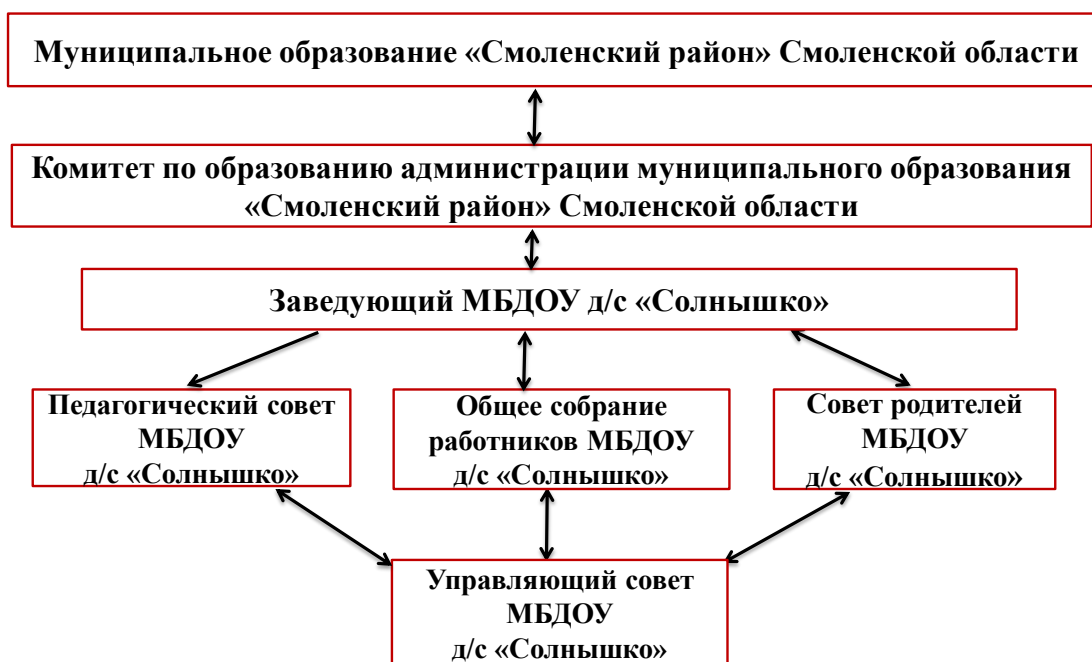 Муниципальное образование «Смоленский район» Смоленской области
Комитет по образованию администрации муниципального образования
«Смоленский район» Смоленской области
Заведующий МБДОУ д/с «Солнышко»
Педагогический совет
МБДОУ
д/с «Солнышко»
Общее собрание
работников МБДОУ
д/с «Солнышко»
Совет родителей
МБДОУ
д/с «Солнышко»
Управляющий совет
МБДОУ
д/с «Солнышко»